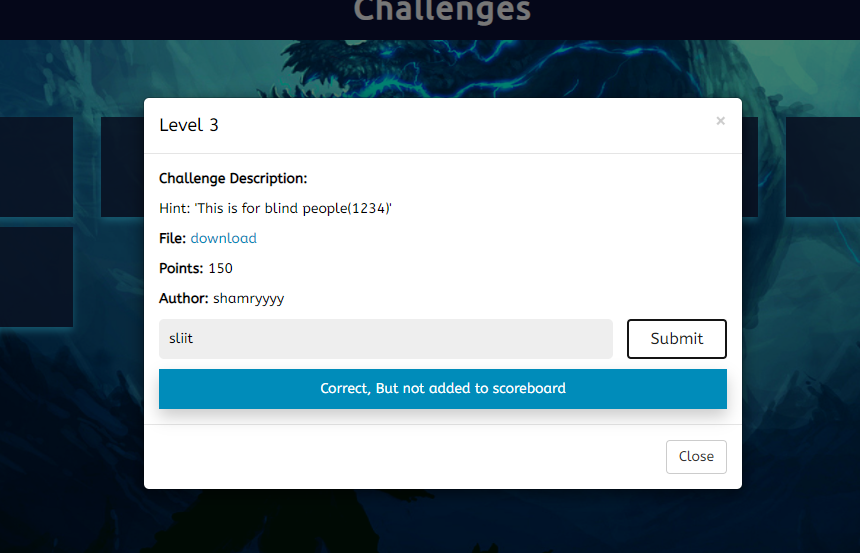 Challenges
Level 3
×
Challenge Description:
Hint: 'This is for blind people(1234)'
File: download
Points: 150
Author: shamryyyy
sliit
Submit
Correct, But not added to scoreboard
Close